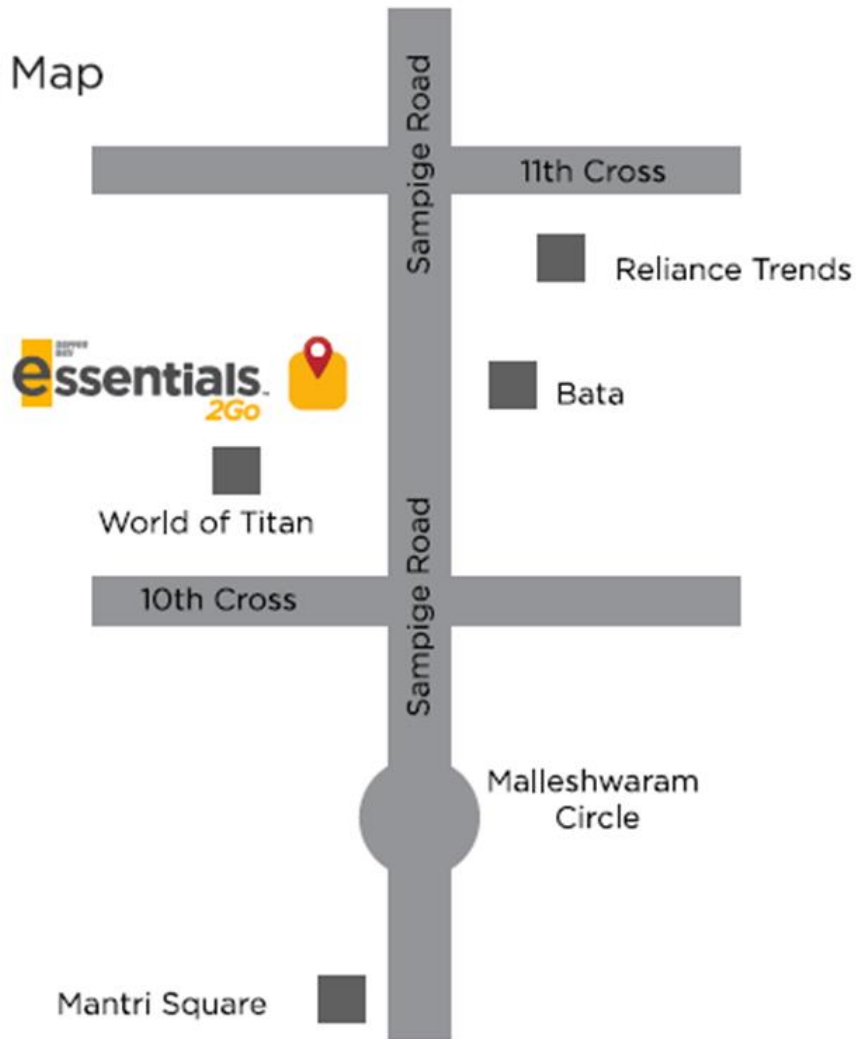 Map
Sampige Road
11th Cross
Reliance Trends
essentials
2Go
Bata
World of Titan
Sampige Road
10th Cross
Malleshwaram
Circle
Mantri Square